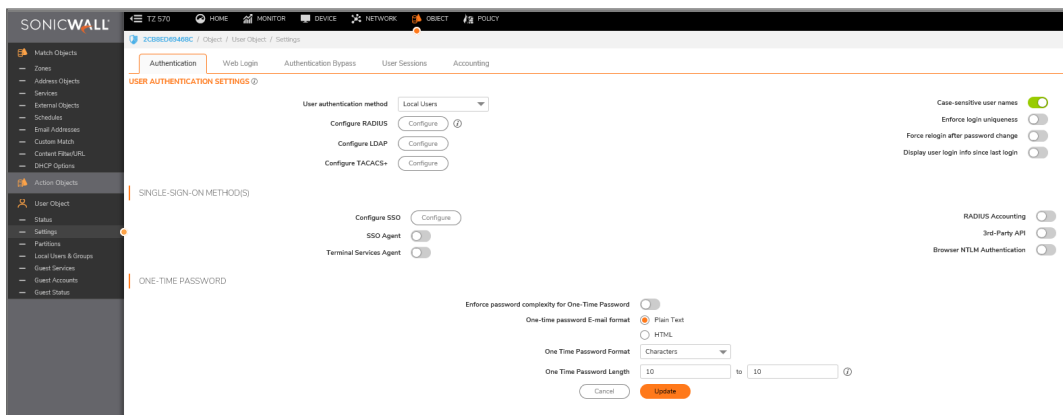 SONICWALL
TZ 570 HOME MONITOR DEVICE NETWORK OBJECT POLICY
2CB8ED69468C / Object / User Object / Settings
Match Objects
Zones
Address Objects
Services
External Objects
Schedules
Email Addresses
Custom Match
Content Filter/URL
DHCP Options
Action Objects
User Object
Status
Settings
Partitions
Local Users & Groups
Guest Services
Guest Accounts
Guest Status
Authentication Web Login Authentication Bypass User Sessions Accounting
USER AUTHENTICATION SETTINGS
User authentication method Local Users
Configure RADIUS Configure
Configure LDAP Configure
Configure TACACS+ Configure
Case-sensitive user names
Enforce login uniqueness
Force relogin after password change
Display user login info since last login
SINGLE-SIGN-ON METHOD(S)
Configure SSO Configure
SSO Agent
Terminal Services Agent
RADIUS Accounting
3rd-Party API
Browser NTLM Authentication
ONE-TIME PASSWORD
Enforce password complexity for One-Time Password
One-time password E-mail format Plain Text
HTML
One Time Password Format Characters
One Time Password Length 10 to 10
Cancel Update